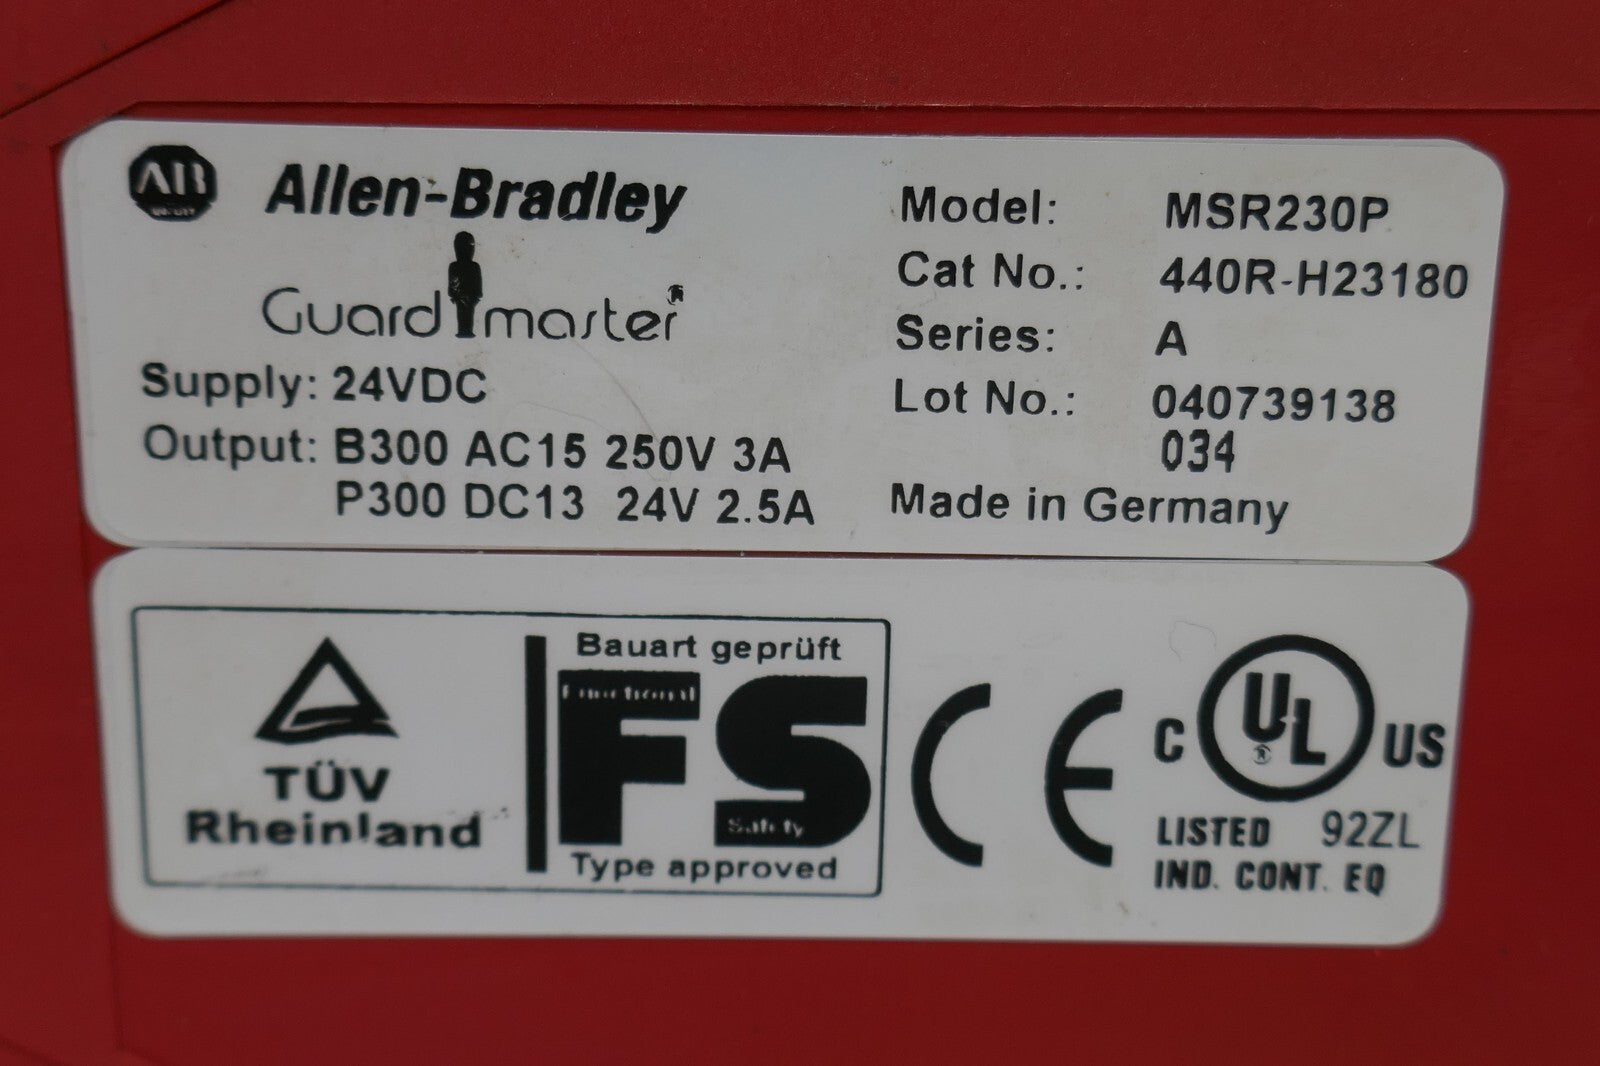 AB
Allen-Bradley
Guardmaster ®
Supply: 24VDC
Output: B300 AC15 250V 3A
P300 DC13 24V 2.5A
Model: MSR230P
Cat No.: 440R-H23180
Series: A
Lot No.: 040739138
034
Made in Germany
TÜV
Rheinland
Bauart geprüft
Functional
FS
Safety
Type approved
CE
C UL ® US
LISTED 92ZL
IND. CONT. EQ